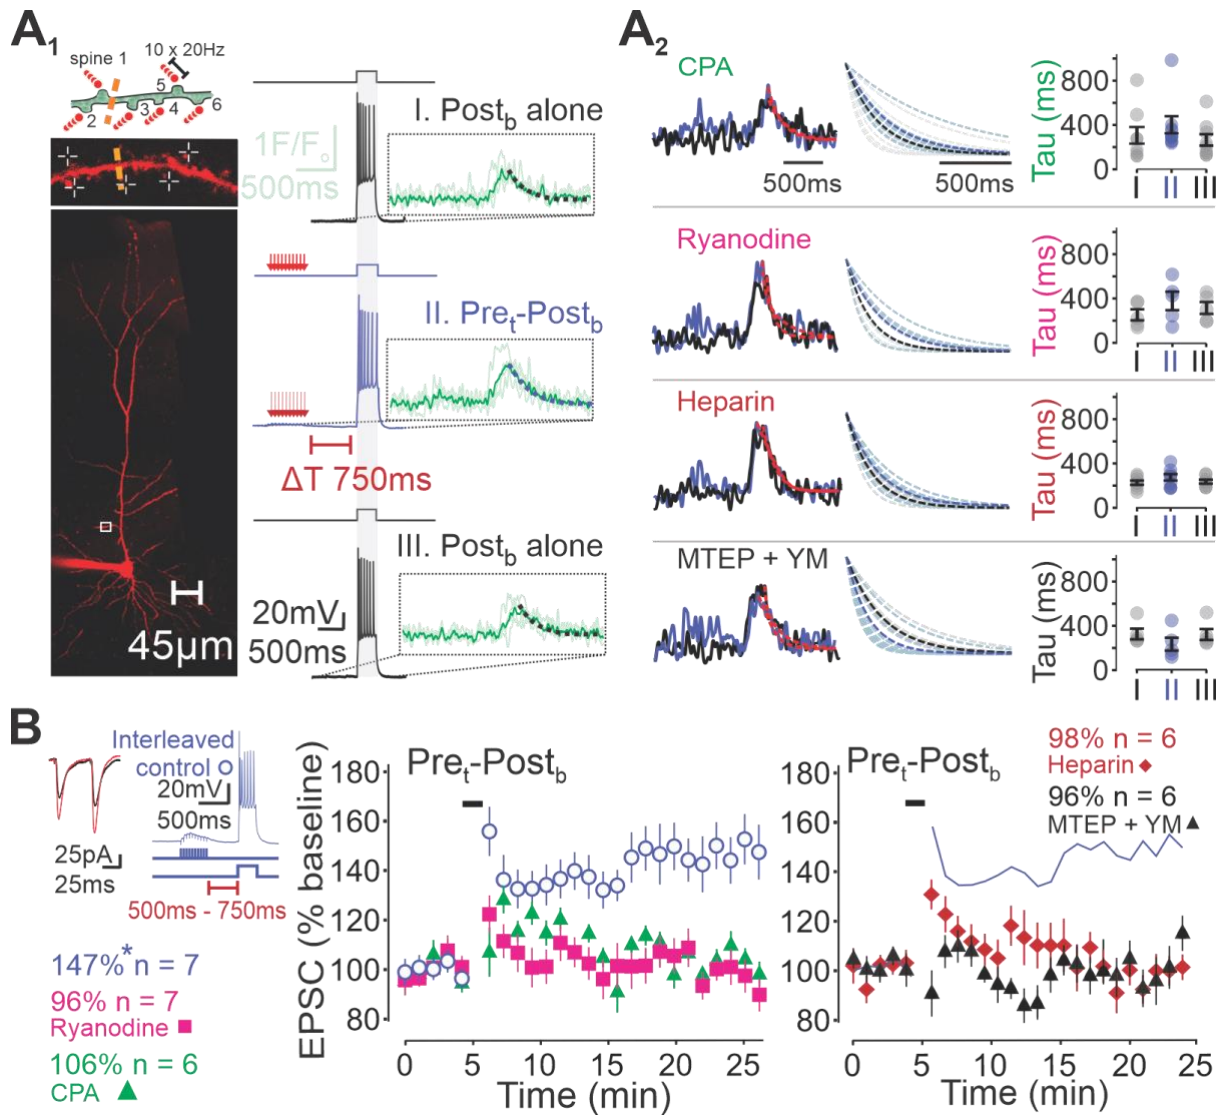 A1
spine 1
10 x 20Hz
5
6
2
3
4
1F/Fo
500ms
I. Postb alone
II. Pret-Postb
ΔT 750ms
III. Postb alone
20mV
500ms
45µm
A2
CPA
500ms
500ms
Tau (ms)
800
400
0
I II III
Ryanodine
Tau (ms)
800
400
0
I II III
Heparin
Tau (ms)
800
400
0
I II III
MTEP + YM
Tau (ms)
800
400
0
I II III
B
Interleaved
control
20mV
500ms
25pA
25ms
500ms - 750ms
147%* n = 7
96% n = 7
Ryanodine
106% n = 6
CPA
EPSC (% baseline)
Pret-Postb
180
160
140
120
100
80
0 5 10 15 20 25
Time (min)
Pret-Postb
98% n = 6
Heparin
96% n = 6
MTEP + YM
180
160
140
120
100
80
0 5 10 15 20 25
Time (min)